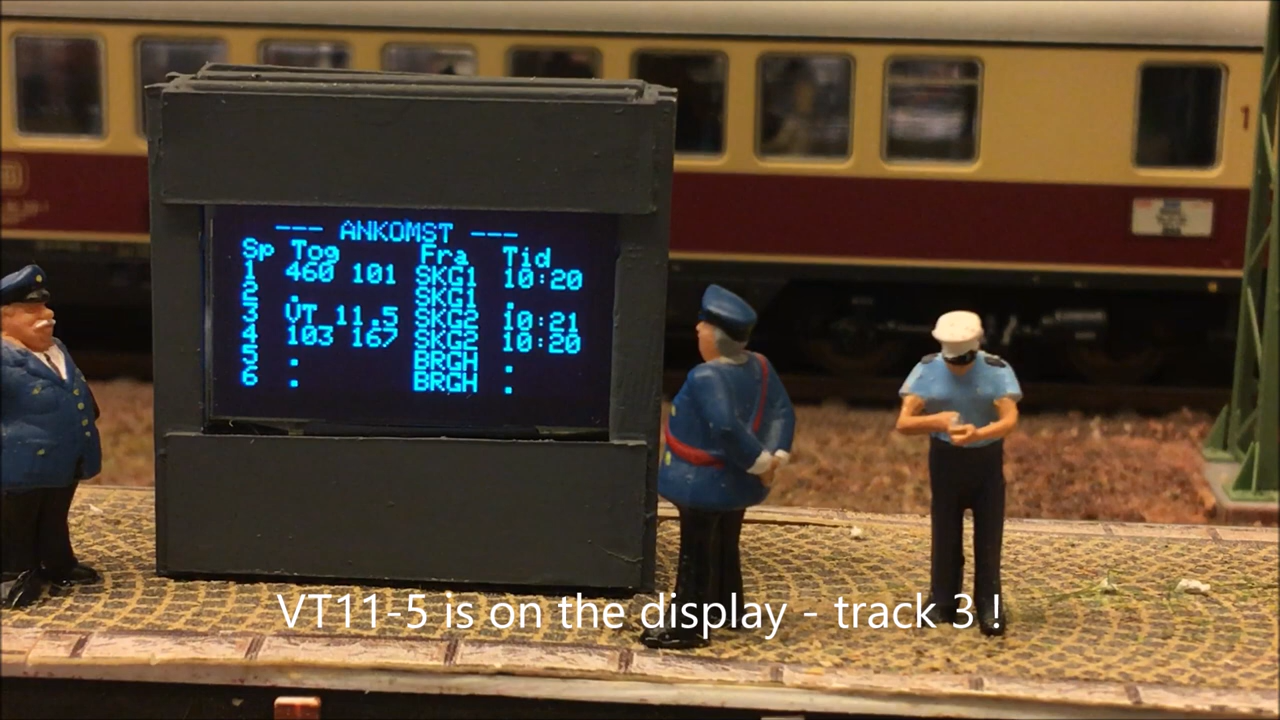 --- ANKOMST ---
Sp Tog Fra Tid
1 460 101 SKG1 10:20
2 . SKG1 .
3 VT 11.5 SKG2 10:21
4 103 167 SKG2 10:20
5 . BRGH .
6 . BRGH .
1
VT11-5 is on the display - track 3 !